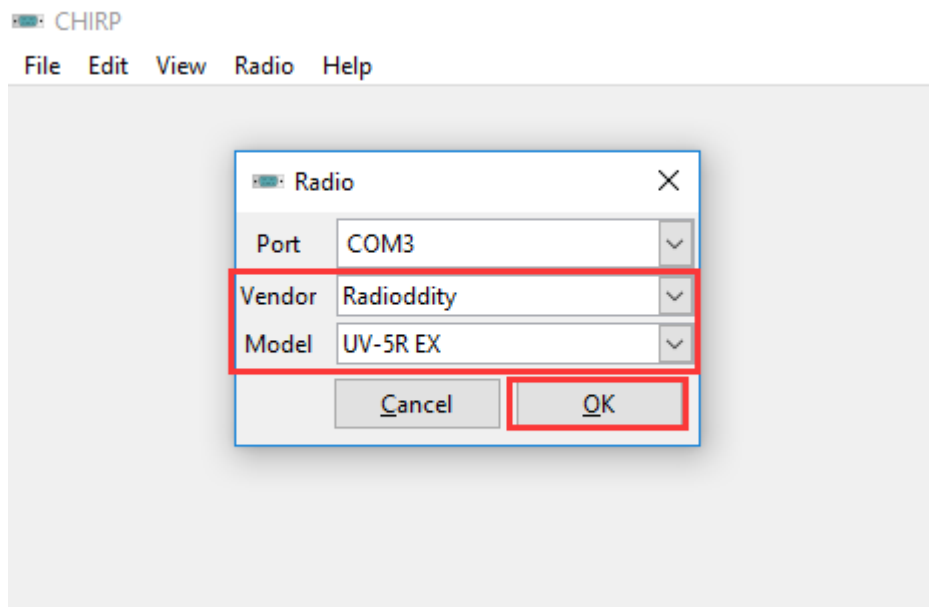 CHIRP
File Edit View Radio Help
Radio
Port COM3
Vendor Radioddity
Model UV-5R EX
Cancel OK